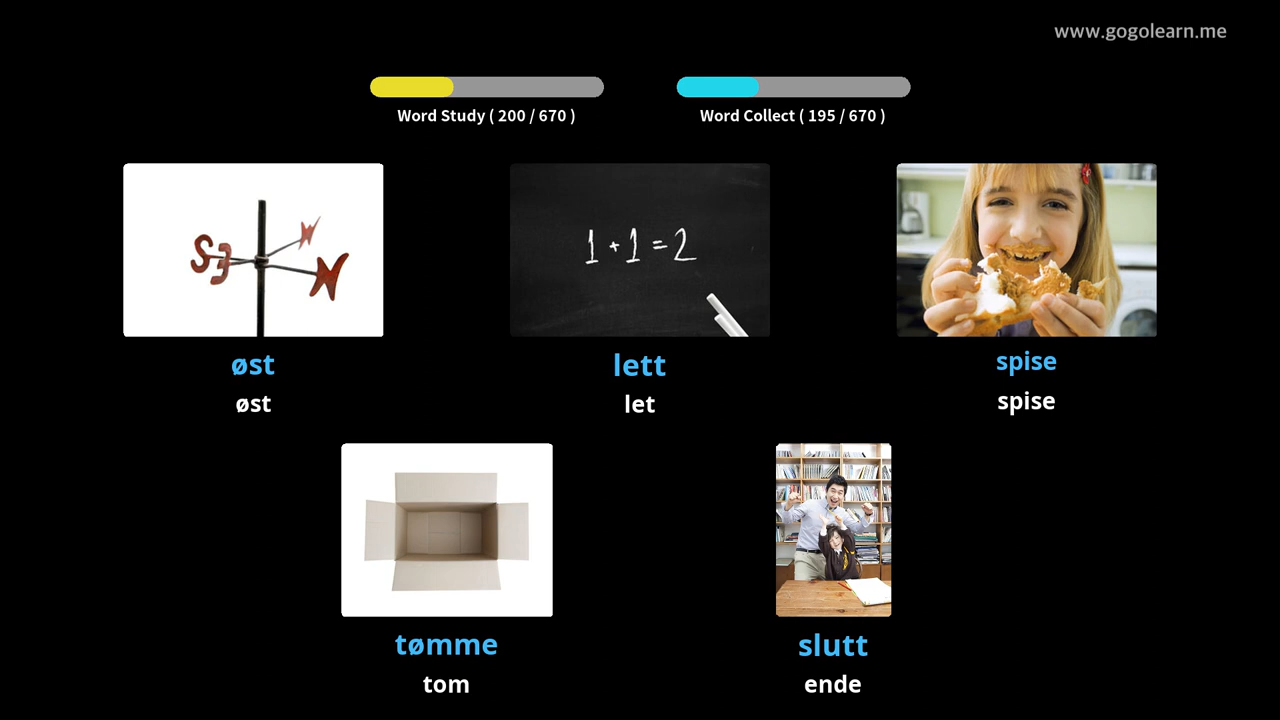 www.gogolearn.me
Word Study ( 200 / 670 )
Word Collect ( 195 / 670 )
S E N W
1 + 1 = 2
øst
lett
spise
øst
let
spise
tømme
slutt
tom
ende